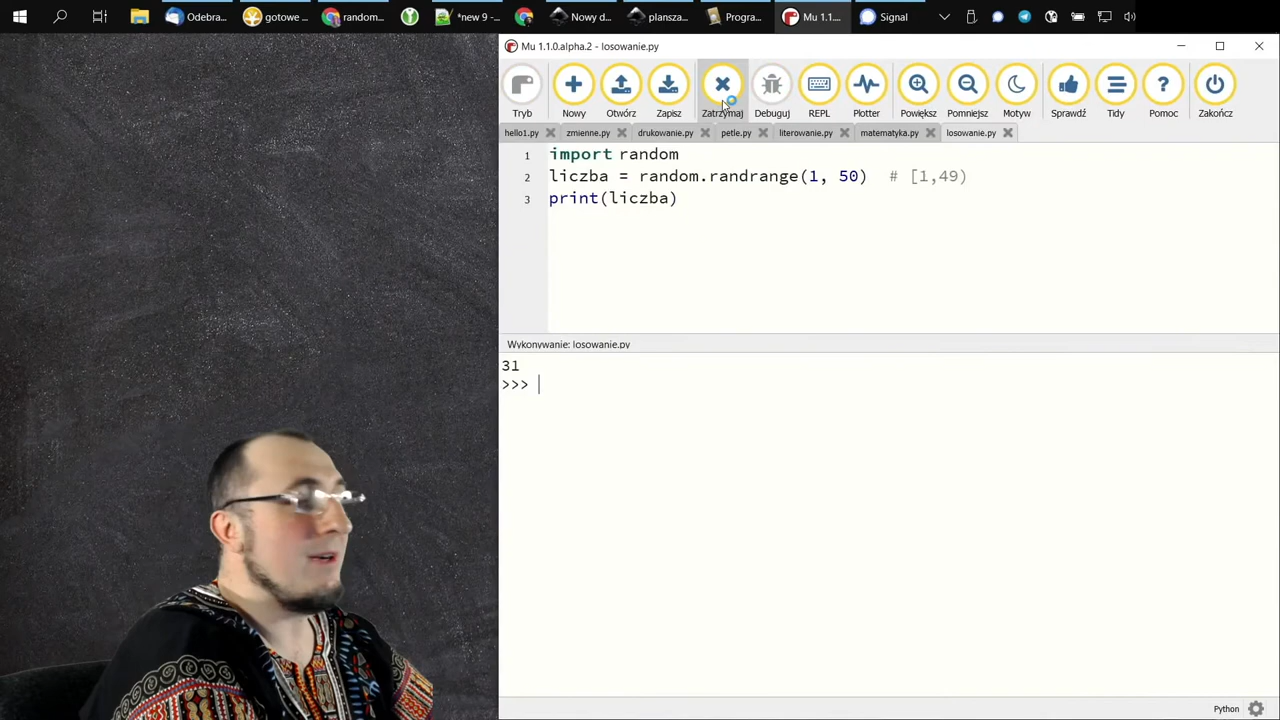 Odebra...
gotowe ...
random...
*new 9 -...
Nowy d...
plansza...
Progra...
Mu 1.1....
Signal
Mu 1.1.0.alpha.2 - losowanie.py
Tryb Nowy Otwórz Zapisz Zatrzymaj Debuguj REPL Plotter Powiększ Pomniejsz Motyw Sprawdź Tidy Pomoc Zakończ
hello1.py zmienne.py drukowanie.py petle.py literowanie.py matematyka.py losowanie.py
1 import random
2 liczba = random.randrange(1, 50) # [1,49)
3 print(liczba)
Wykonywanie: losowanie.py
31
>>>
Python